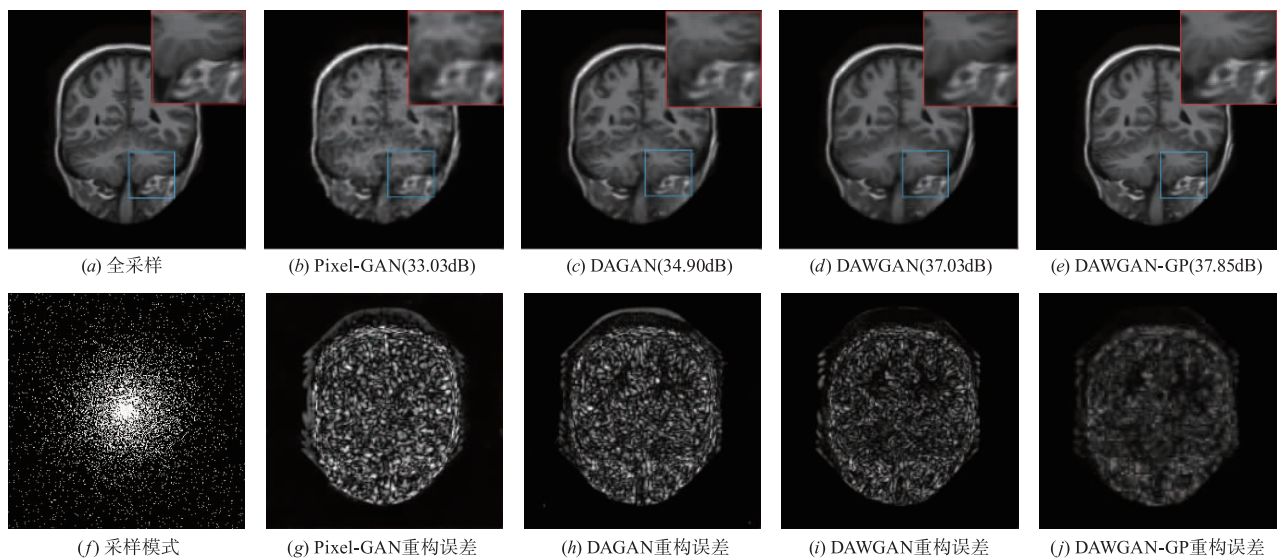 (a) 全采样
(b) Pixel-GAN(33.03dB)
(c) DAGAN(34.90dB)
(d) DAWGAN(37.03dB)
(e) DAWGAN-GP(37.85dB)
(f) 采样模式
(g) Pixel-GAN重构误差
(h) DAGAN重构误差
(i) DAWGAN重构误差
(j) DAWGAN-GP重构误差